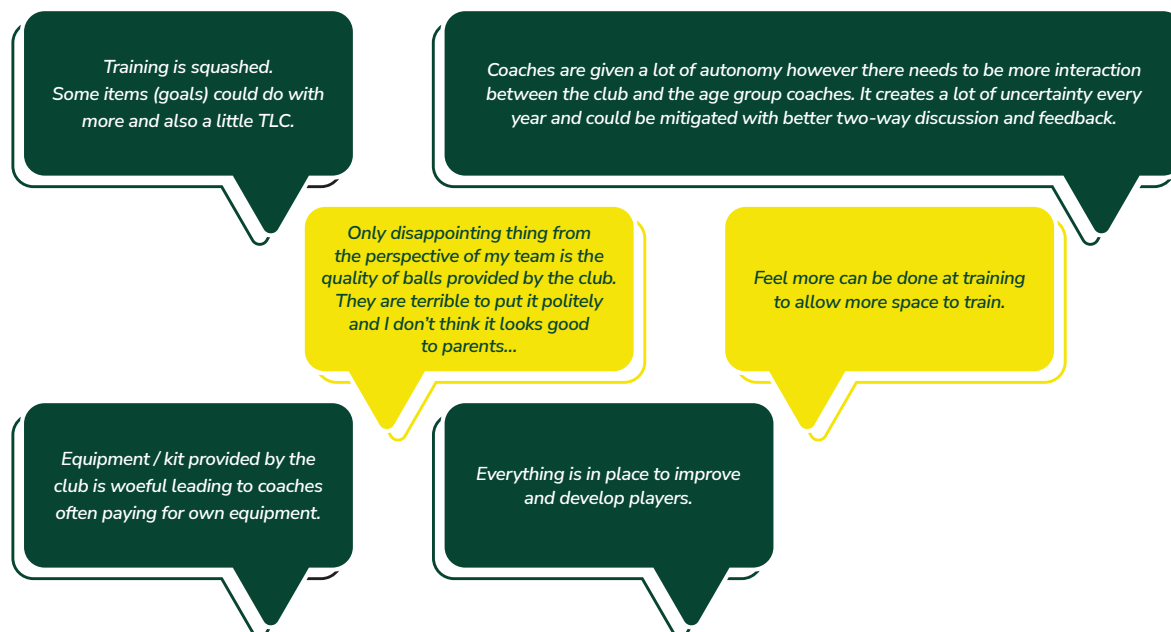 Training is squashed.
Some items (goals) could do with
more and also a little TLC.
Coaches are given a lot of autonomy however there needs to be more interaction
between the club and the age group coaches. It creates a lot of uncertainty every
year and could be mitigated with better two-way discussion and feedback.
Only disappointing thing from
the perspective of my team is the
quality of balls provided by the club.
They are terrible to put it politely
and I don’t think it looks good
to parents...
Feel more can be done at training
to allow more space to train.
Equipment / kit provided by the
club is woeful leading to coaches
often paying for own equipment.
Everything is in place to improve
and develop players.